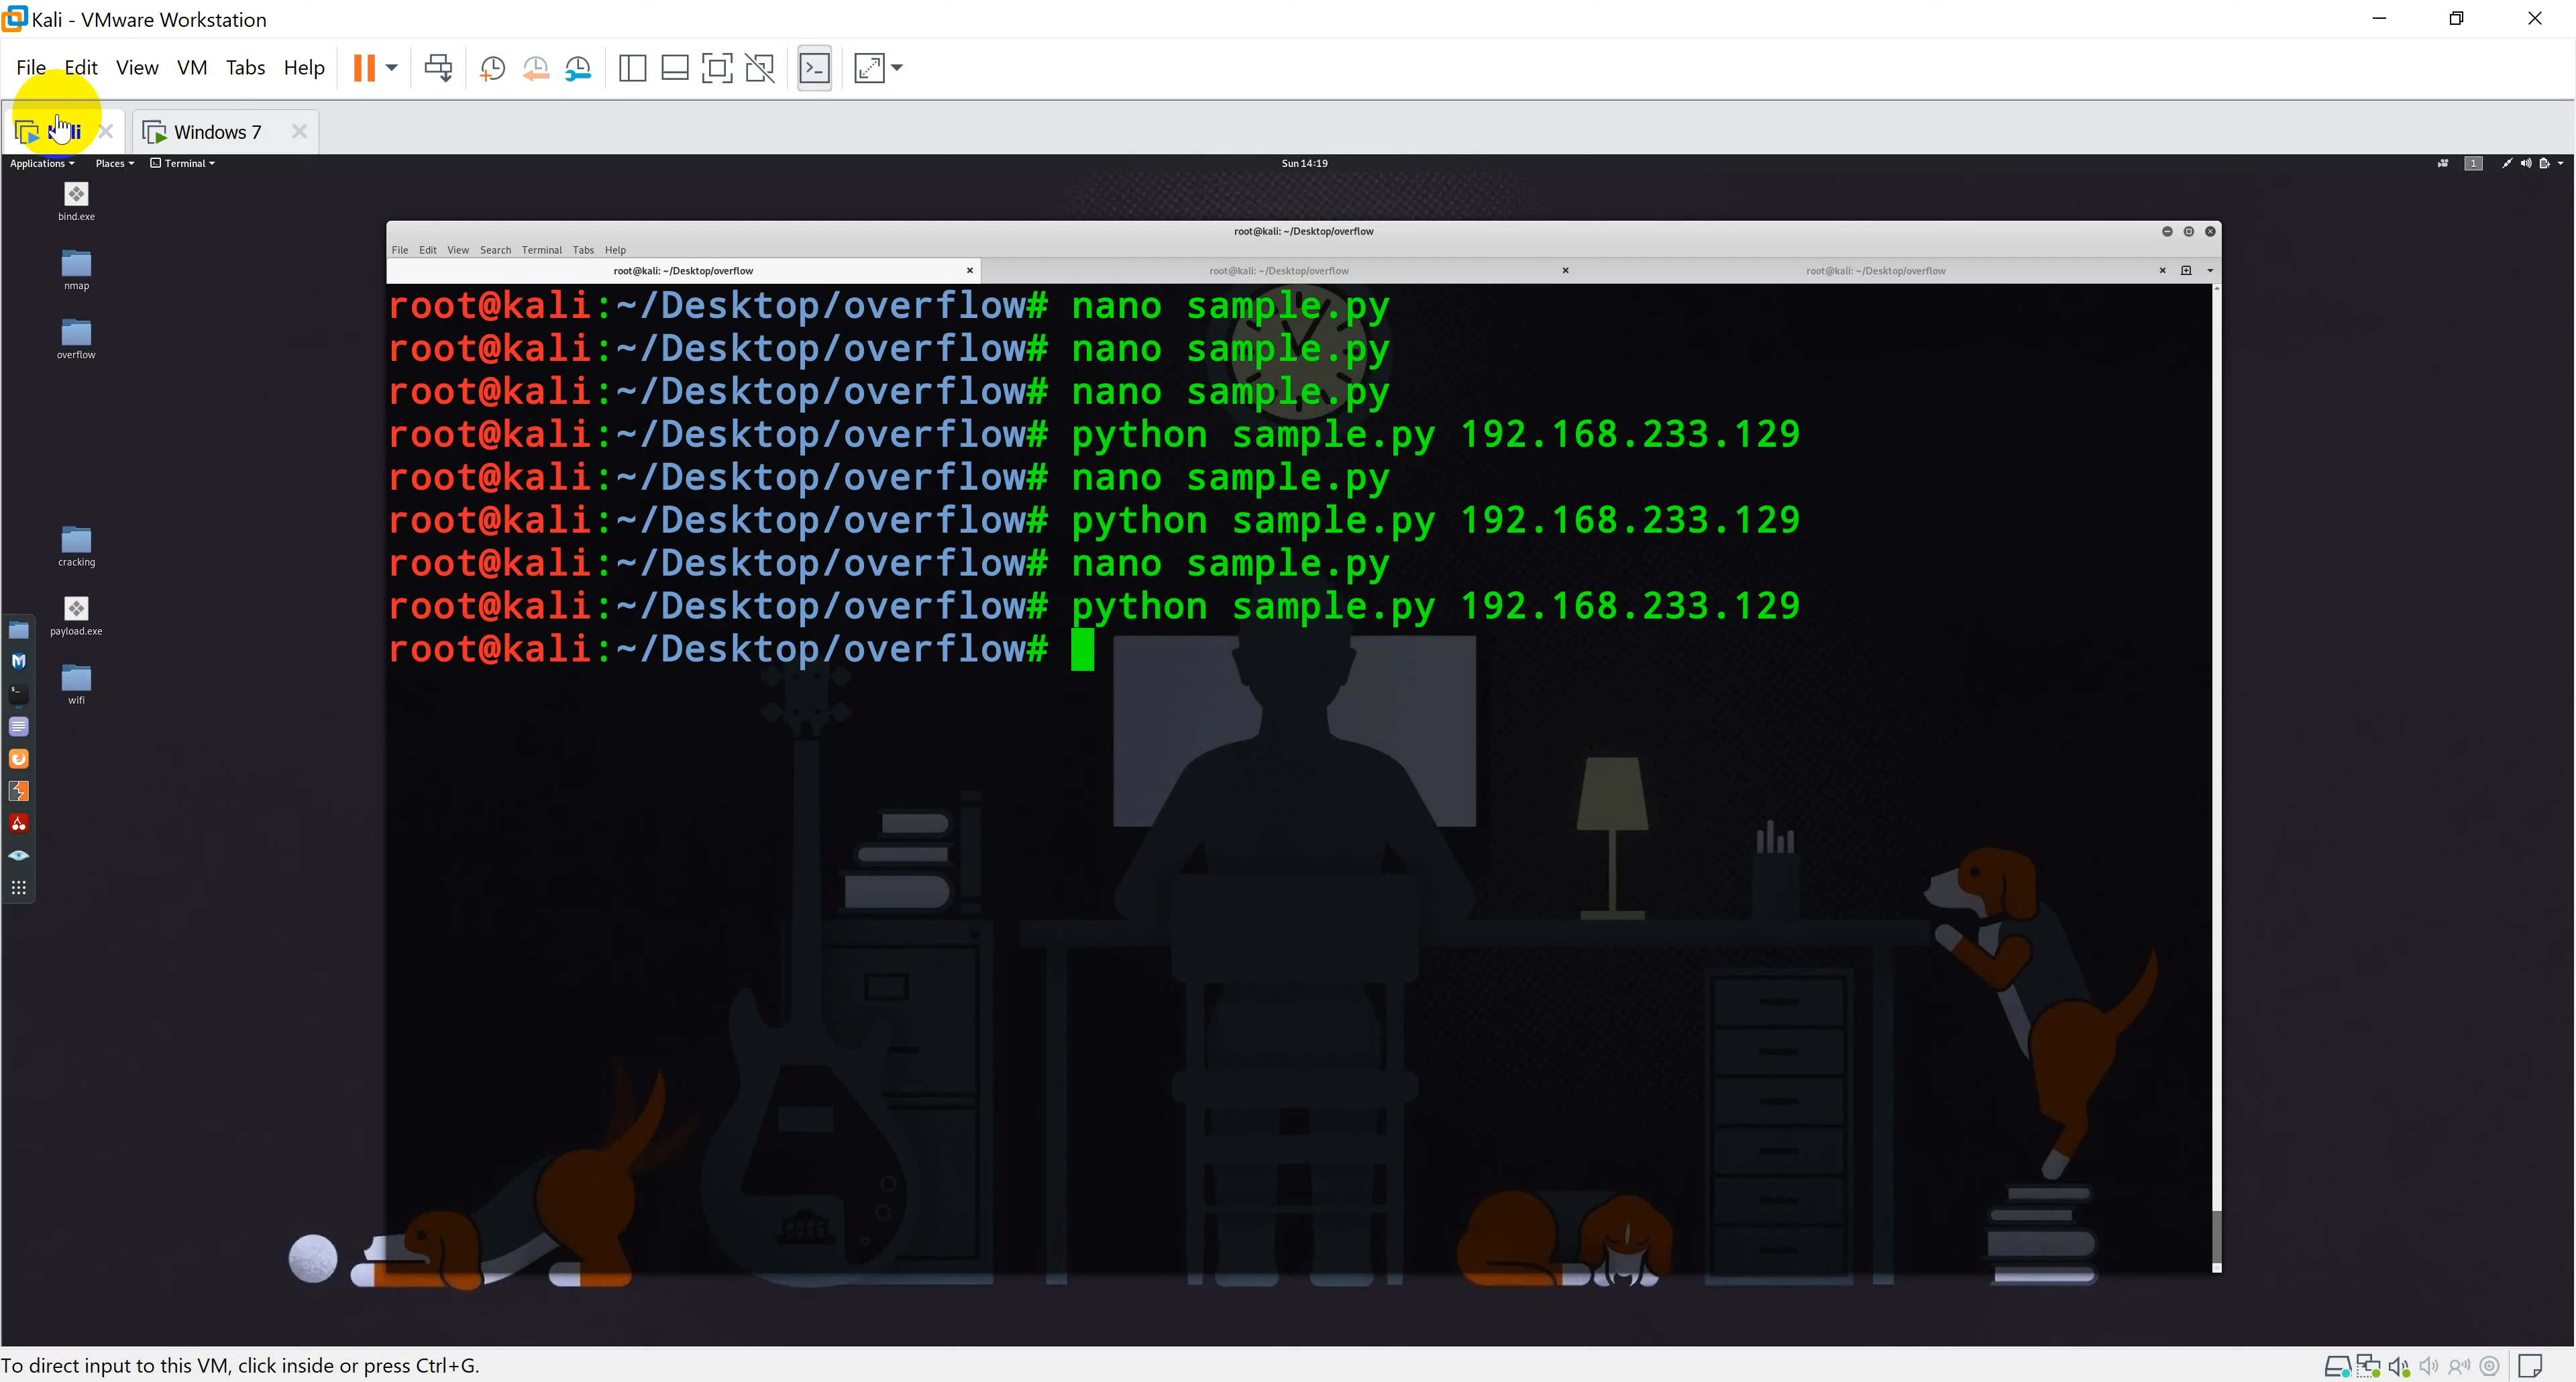 Kali - VMware Workstation
File Edit View VM Tabs Help
Windows 7
Applications Places Terminal Sun 14:19 1
bind.exe
nmap
overflow
cracking
payload.exe
wifi
root@kali: ~/Desktop/overflow
File Edit View Search Terminal Tabs Help
root@kali: ~/Desktop/overflow root@kali: ~/Desktop/overflow root@kali: ~/Desktop/overflow
root@kali:~/Desktop/overflow# nano sample.py
root@kali:~/Desktop/overflow# nano sample.py
root@kali:~/Desktop/overflow# nano sample.py
root@kali:~/Desktop/overflow# python sample.py 192.168.233.129
root@kali:~/Desktop/overflow# nano sample.py
root@kali:~/Desktop/overflow# python sample.py 192.168.233.129
root@kali:~/Desktop/overflow# nano sample.py
root@kali:~/Desktop/overflow# python sample.py 192.168.233.129
root@kali:~/Desktop/overflow#
To direct input to this VM, click inside or press Ctrl+G.